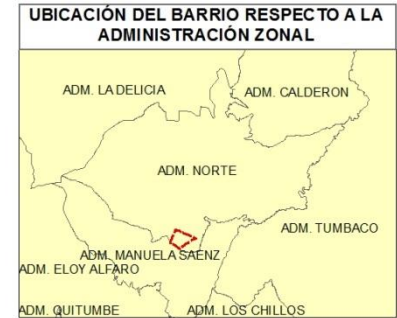 UBICACIÓN DEL BARRIO RESPECTO A LA
ADMINISTRACIÓN ZONAL
ADM. LA DELICIA
ADM. CALDERON
ADM. NORTE
ADM. TUMBACO
ADM. MANUELA SAENZ
ADM. ELOY ALFARO
ADM. QUITUMBE
ADM. LOS CHILLOS